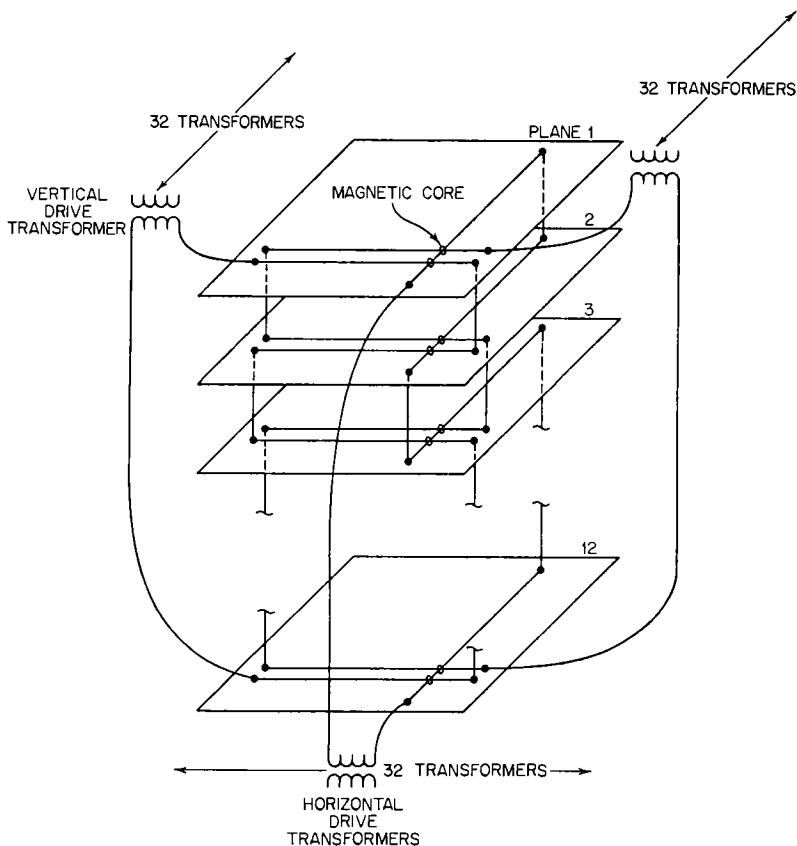 32 TRANSFORMERS
32 TRANSFORMERS
PLANE 1
VERTICAL
DRIVE
TRANSFORMER
MAGNETIC CORE
2
3
12
32 TRANSFORMERS
HORIZONTAL
DRIVE
TRANSFORMERS